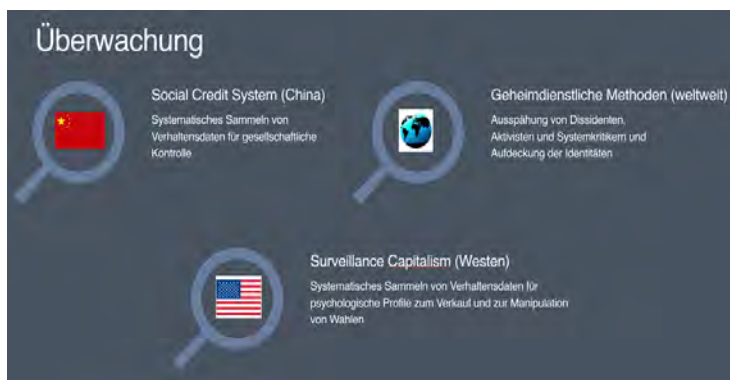 Überwachung
Social Credit System (China)
Systematisches Sammeln von
Verhaltensdaten für gesellschaftliche
Kontrolle
Geheimdienstliche Methoden (weltweit)
Ausspähung von Dissidenten,
Aktivisten und Systemkritikern und
Aufdeckung der Identitäten
Surveillance Capitalism (Westen)
Systematisches Sammeln von Verhaltensdaten für
psychologische Profile zum Verkauf und zur Manipulation
von Wahlen